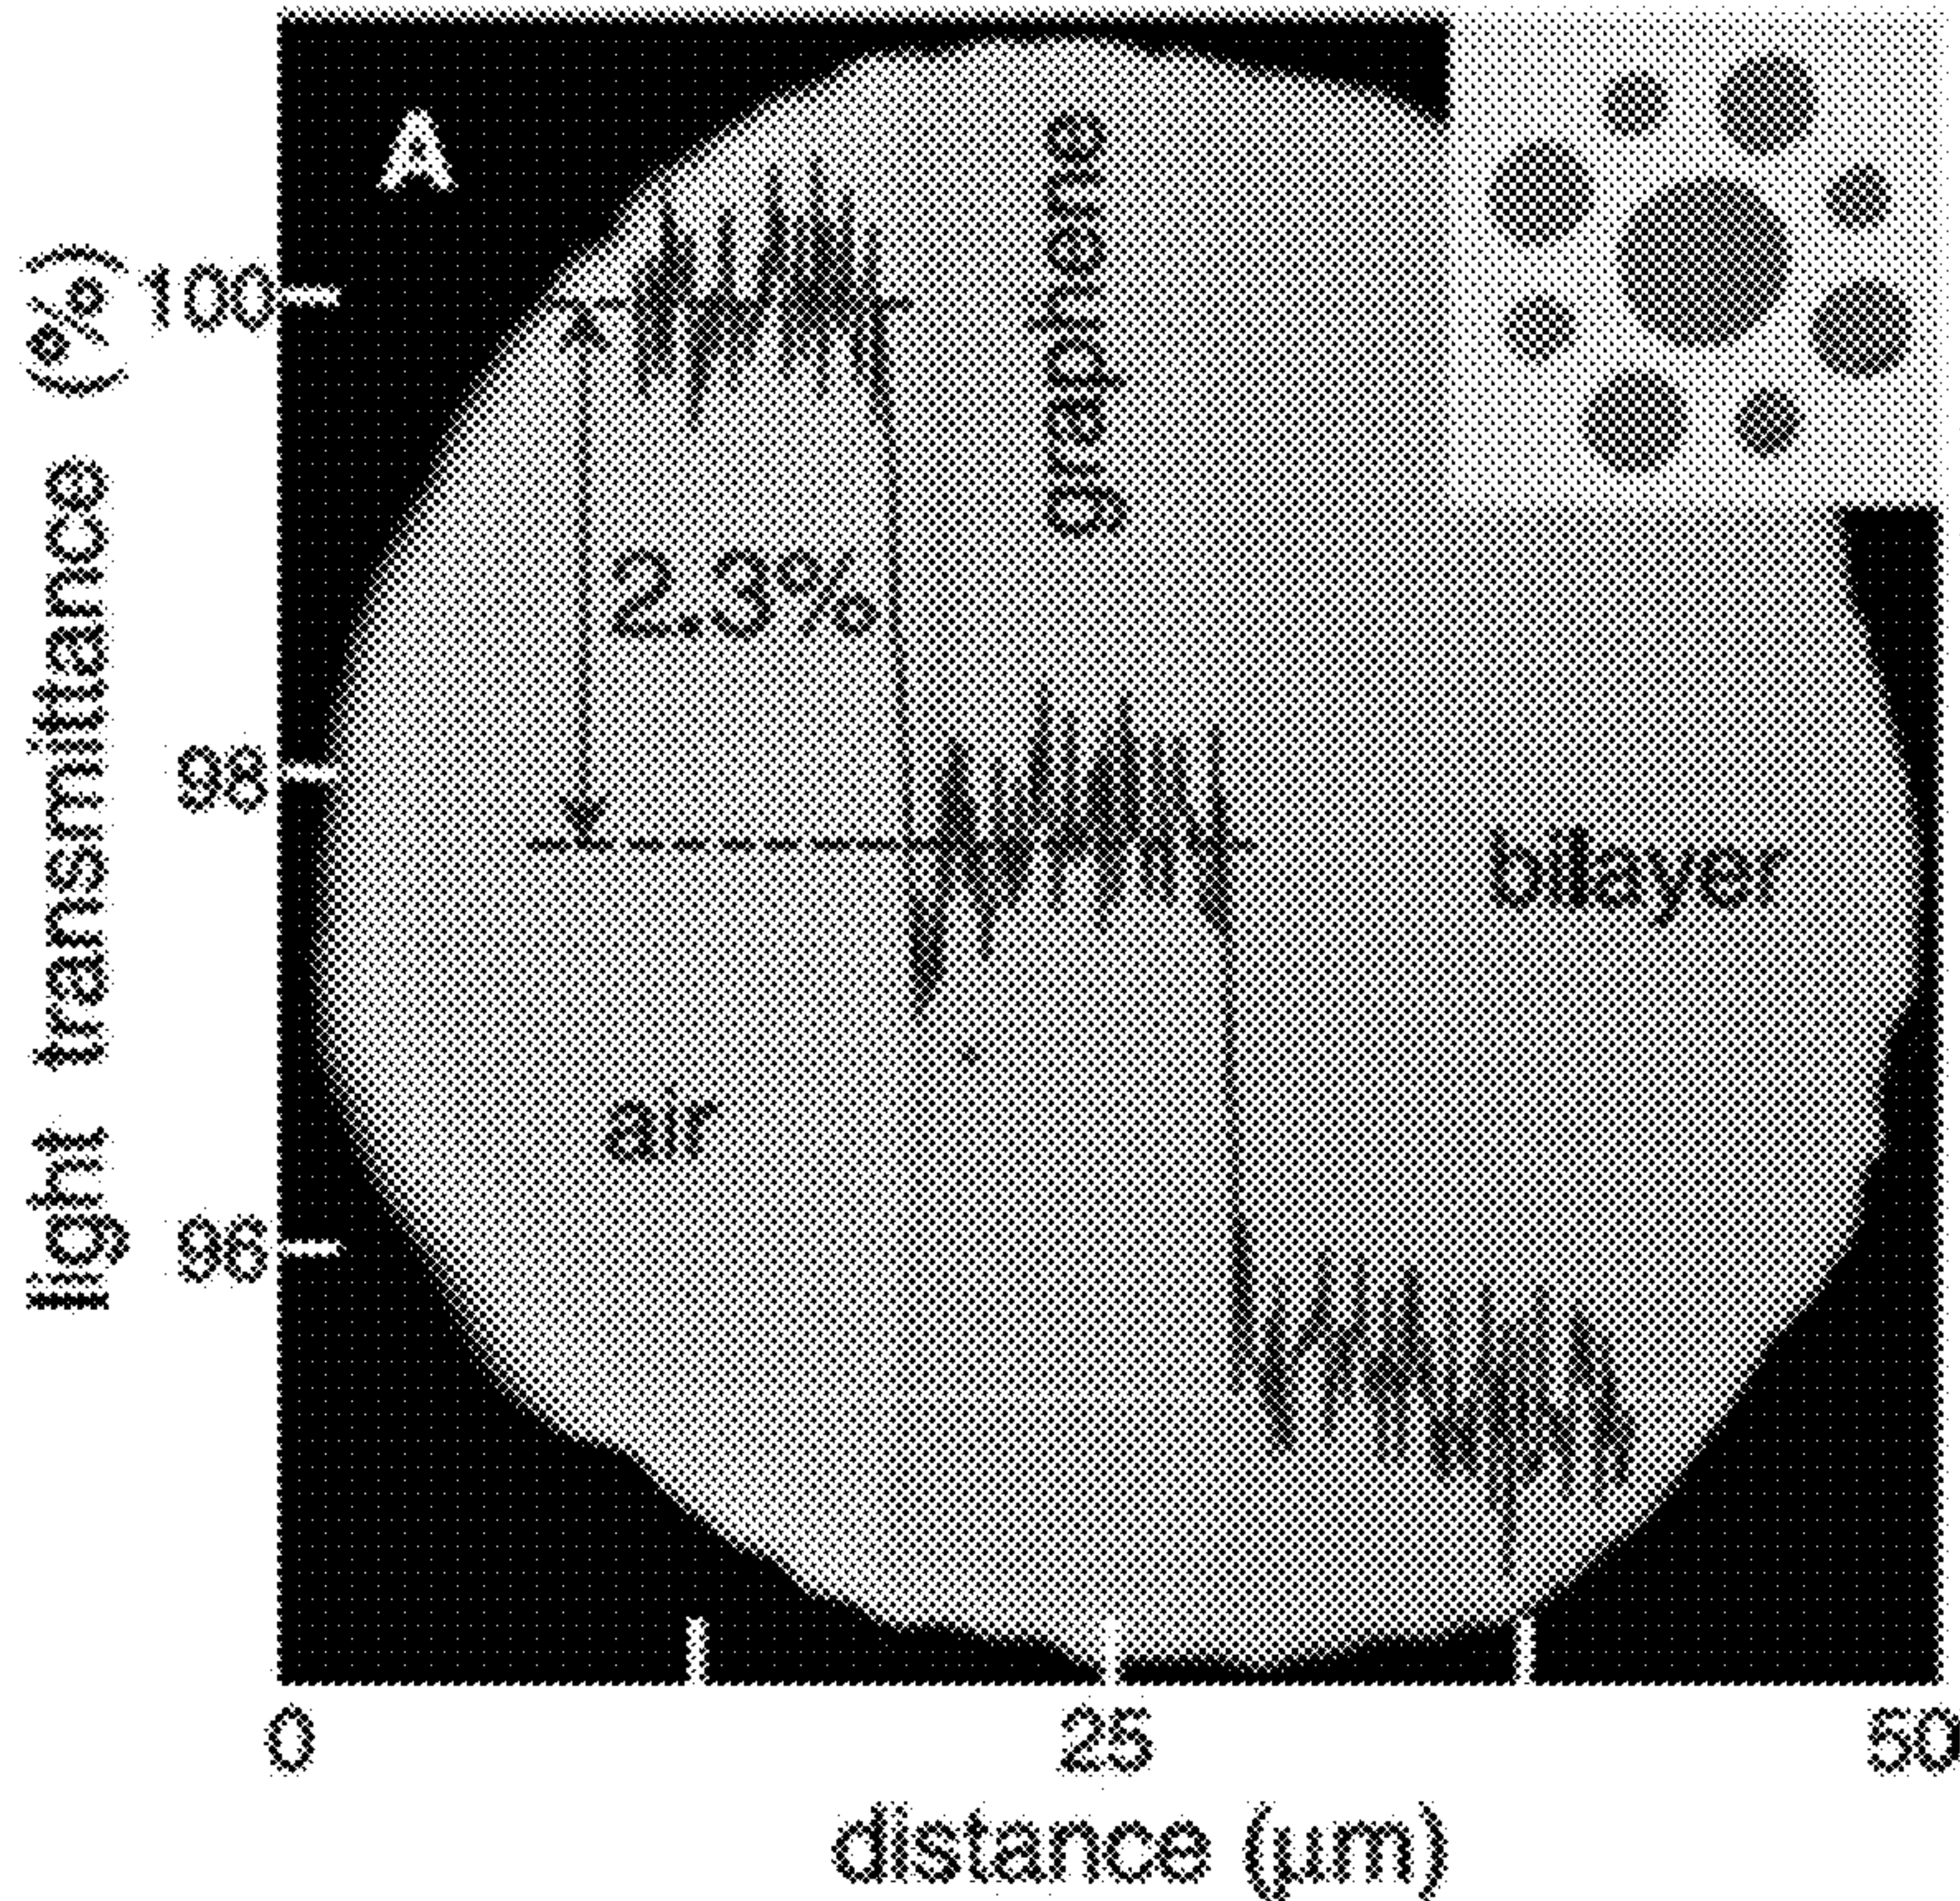 A
light transmittance (%)
100
98
96
graphene
2.3%
bilayer
air
0
25
50
distance (µm)